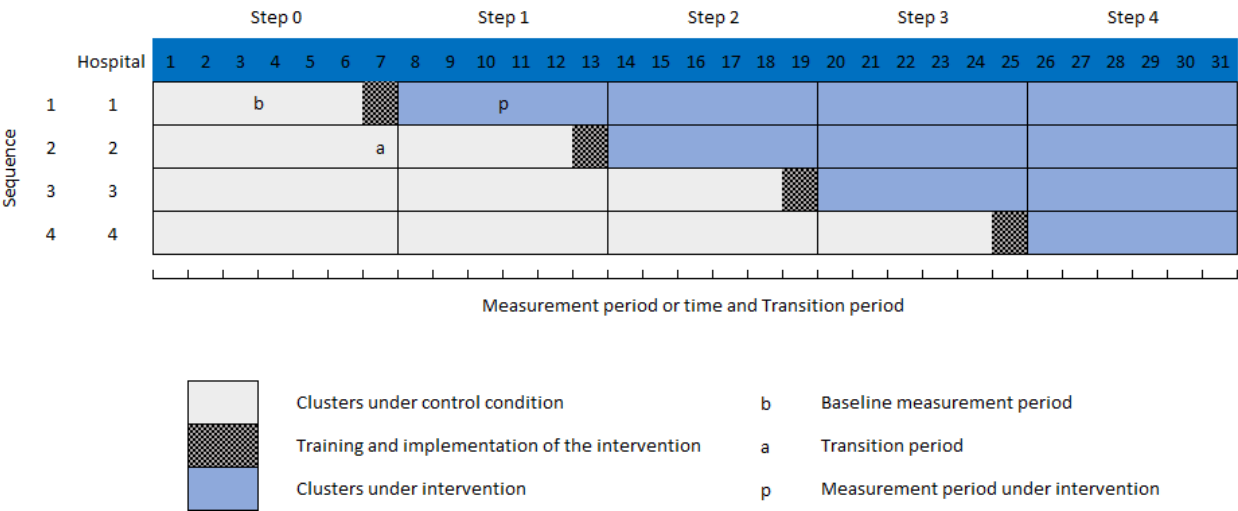 Step 0 Step 1 Step 2 Step 3 Step 4
Hospital 1 2 3 4 5 6 7 8 9 10 11 12 13 14 15 16 17 18 19 20 21 22 23 24 25 26 27 28 29 30 31
Sequence
1 1 b p
2 2 a
3 3
4 4
Measurement period or time and Transition period
Clusters under control condition b Baseline measurement period
Training and implementation of the intervention a Transition period
Clusters under intervention p Measurement period under intervention